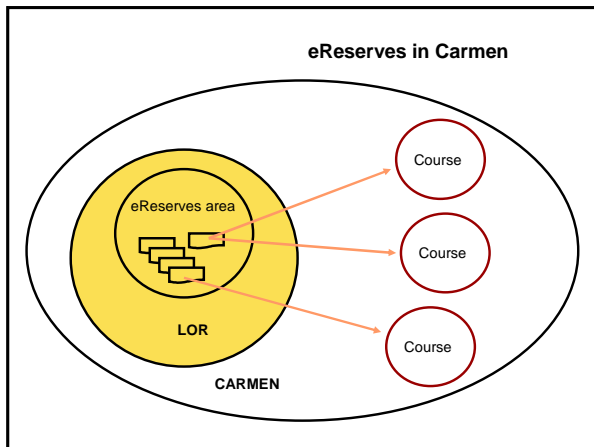 eReserves in Carmen
Course
eReserves area
Course
LOR
Course
CARMEN